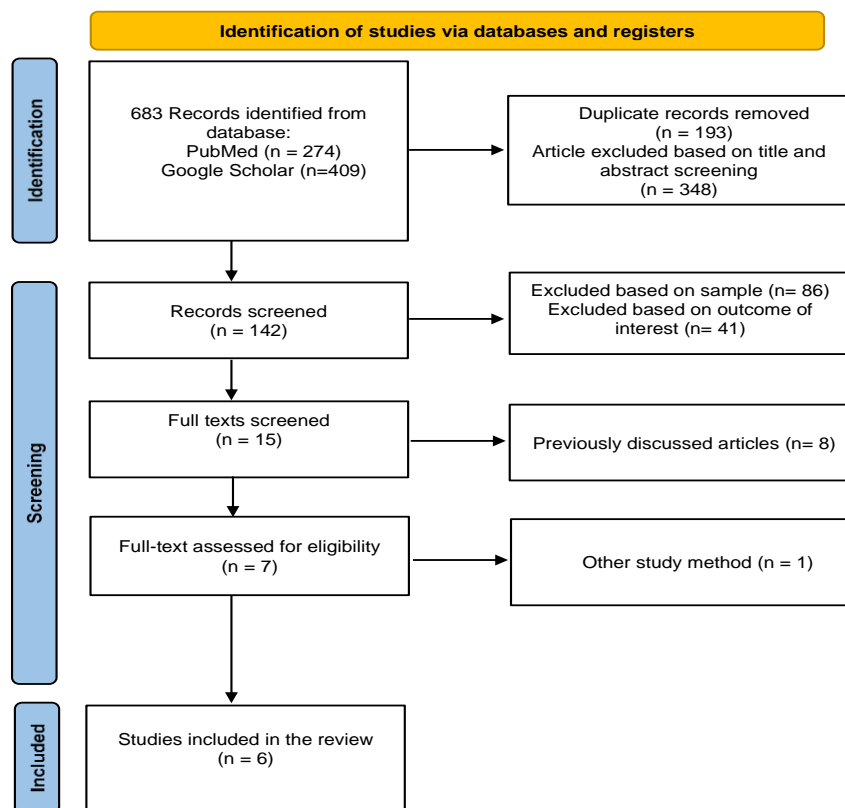 Identification of studies via databases and registers
Identification
683 Records identified from
database:
PubMed (n = 274)
Google Scholar (n=409)
Duplicate records removed
(n = 193)
Article excluded based on title and
abstract screening
(n = 348)
Screening
Records screened
(n = 142)
Excluded based on sample (n= 86)
Excluded based on outcome of
interest (n= 41)
Full texts screened
(n = 15)
Previously discussed articles (n= 8)
Full-text assessed for eligibility
(n = 7)
Other study method (n = 1)
Included
Studies included in the review
(n = 6)